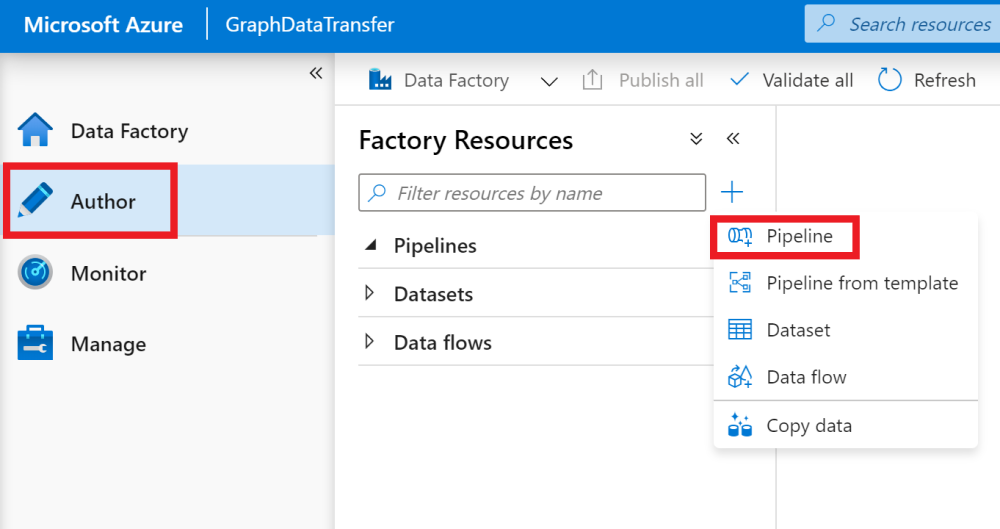 Microsoft Azure GraphDataTransfer Search resources
Data Factory Publish all Validate all Refresh
Data Factory
Author
Monitor
Manage
Factory Resources
Filter resources by name
Pipelines
Datasets
Data flows
Pipeline
Pipeline from template
Dataset
Data flow
Copy data